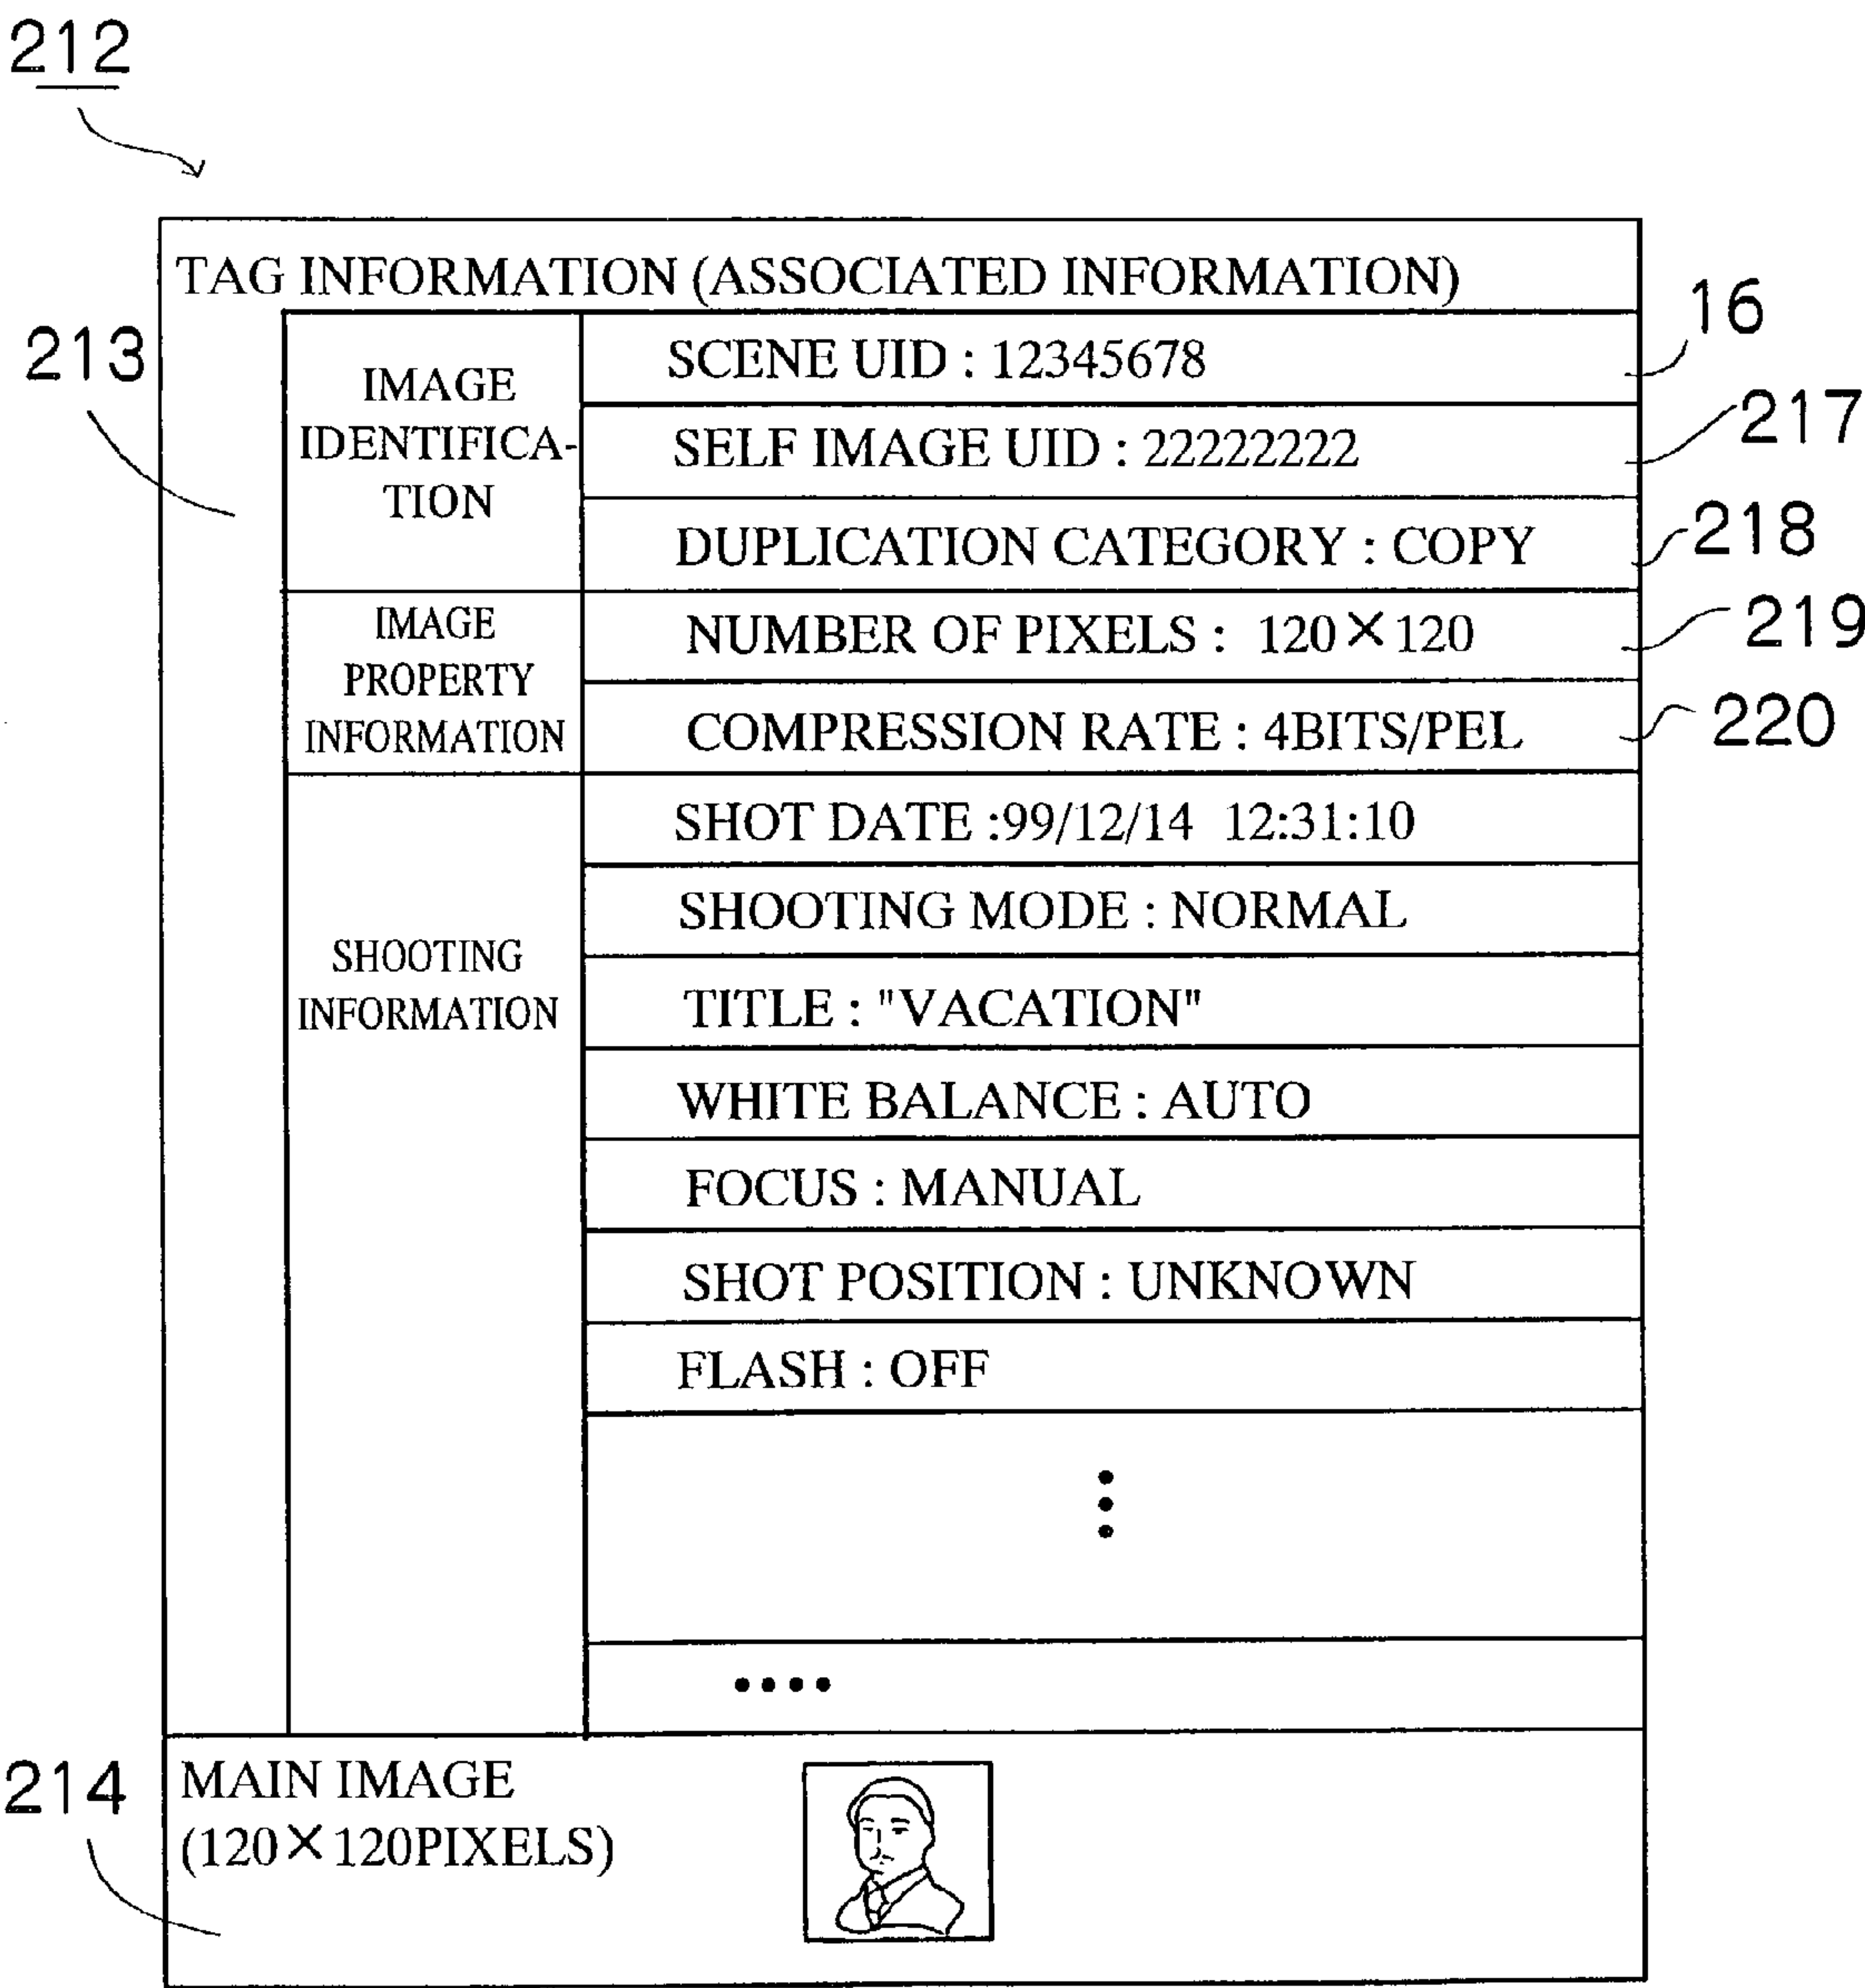 212
TAG INFORMATION (ASSOCIATED INFORMATION)
213
IMAGE
IDENTIFICA-
TION
SCENE UID : 12345678
16
SELF IMAGE UID : 22222222
217
DUPLICATION CATEGORY : COPY
218
IMAGE
PROPERTY
INFORMATION
NUMBER OF PIXELS : 120×120
219
COMPRESSION RATE : 4BITS/PEL
220
SHOOTING
INFORMATION
SHOT DATE :99/12/14 12:31:10
SHOOTING MODE : NORMAL
TITLE : "VACATION"
WHITE BALANCE : AUTO
FOCUS : MANUAL
SHOT POSITION : UNKNOWN
FLASH : OFF
214
MAIN IMAGE
(120×120PIXELS)